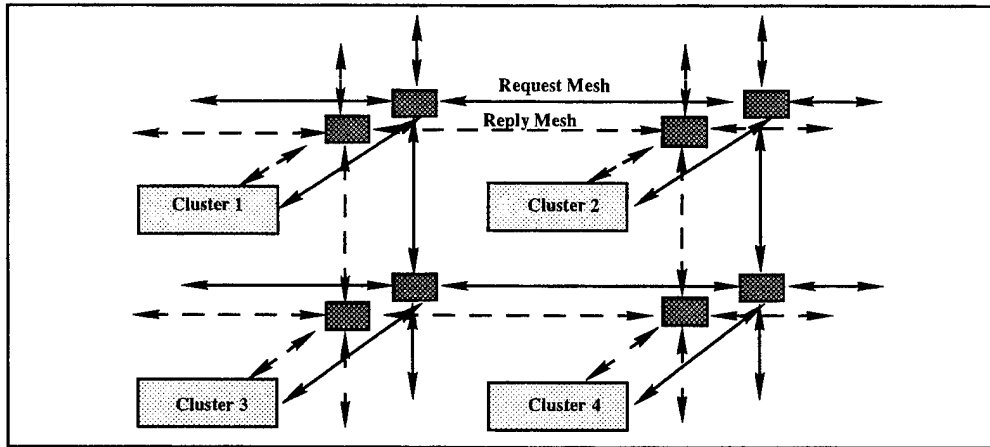 Request Mesh
Reply Mesh
Cluster 1
Cluster 2
Cluster 3
Cluster 4